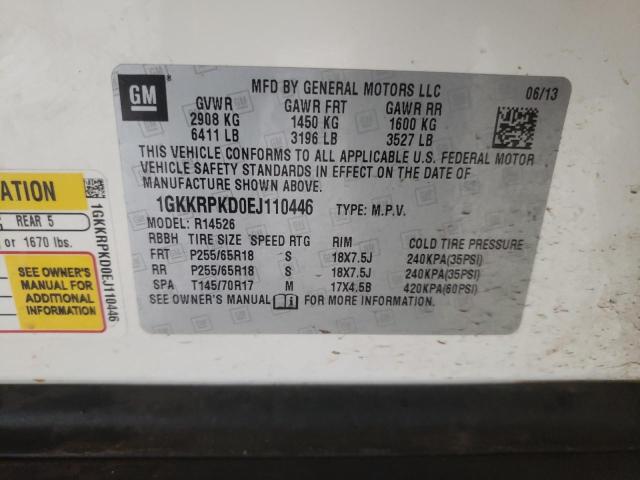 GM
MFD BY GENERAL MOTORS LLC 06/13
GVWR GAWR FRT GAWR RR
2908 KG 1450 KG 1600 KG
6411 LB 3196 LB 3527 LB
THIS VEHICLE CONFORMS TO ALL APPLICABLE U.S. FEDERAL MOTOR
VEHICLE SAFETY STANDARDS IN EFFECT ON THE DATE OF
MANUFACTURE SHOWN ABOVE.
1GKKRPKD0EJ110446 TYPE: M.P.V.
MODEL: R14526
RBBH TIRE SIZE SPEED RTG RIM COLD TIRE PRESSURE
FRT P255/65R18 S 18X7.5J 240KPA(35PSI)
RR P255/65R18 S 18X7.5J 240KPA(35PSI)
SPA T145/70R17 M 17X4.5B 420KPA(60PSI)
SEE OWNER'S MANUAL FOR MORE INFORMATION.
REAR 5
or 1670 lbs.
SEE OWNER'S
MANUAL FOR
ADDITIONAL
INFORMATION
1GKKRPKD0EJ110446